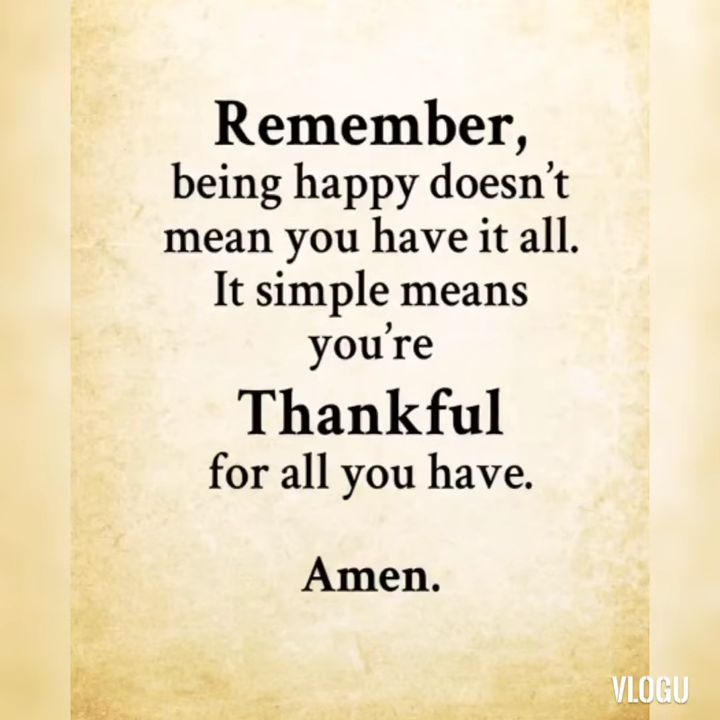 Remember,
being happy doesn't
mean you have it all.
It simple means
you're
Thankful
for all you have.
Amen.
VLOGU